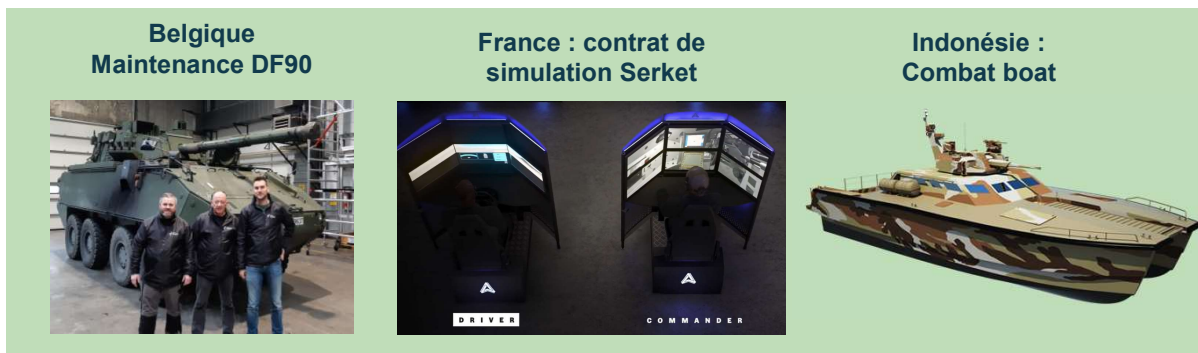 Belgique
Maintenance DF90
France : contrat de
simulation Serket
Indonésie :
Combat boat
DRIVER
COMMANDER